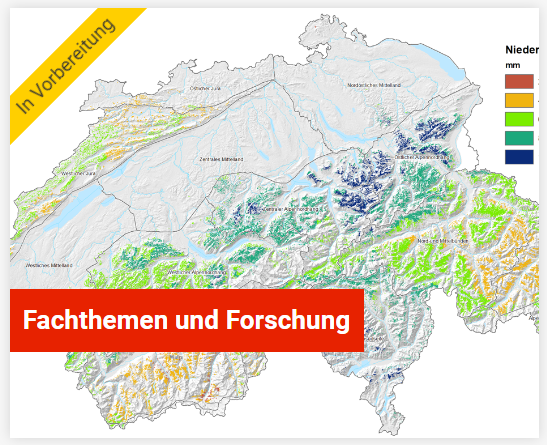 In Vorbereitung
Nieder
mm
Östlicher Jura
Nordöstliches Mittelland
Zentrales Mittelland
Westlicher Jura
Östlicher Alpennordhang
Zentraler Alpennordhang
Nord und Mittelbünden
Westliches Mittelland
Westlicher Alpennordhang
Fachthemen und Forschung